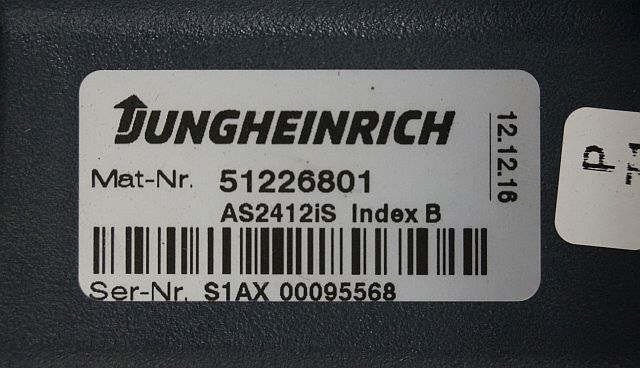 JUNGHEINRICH
12.12.16
Mat-Nr. 51226801
AS2412iS Index B
Ser-Nr. S1AX 00095568
P